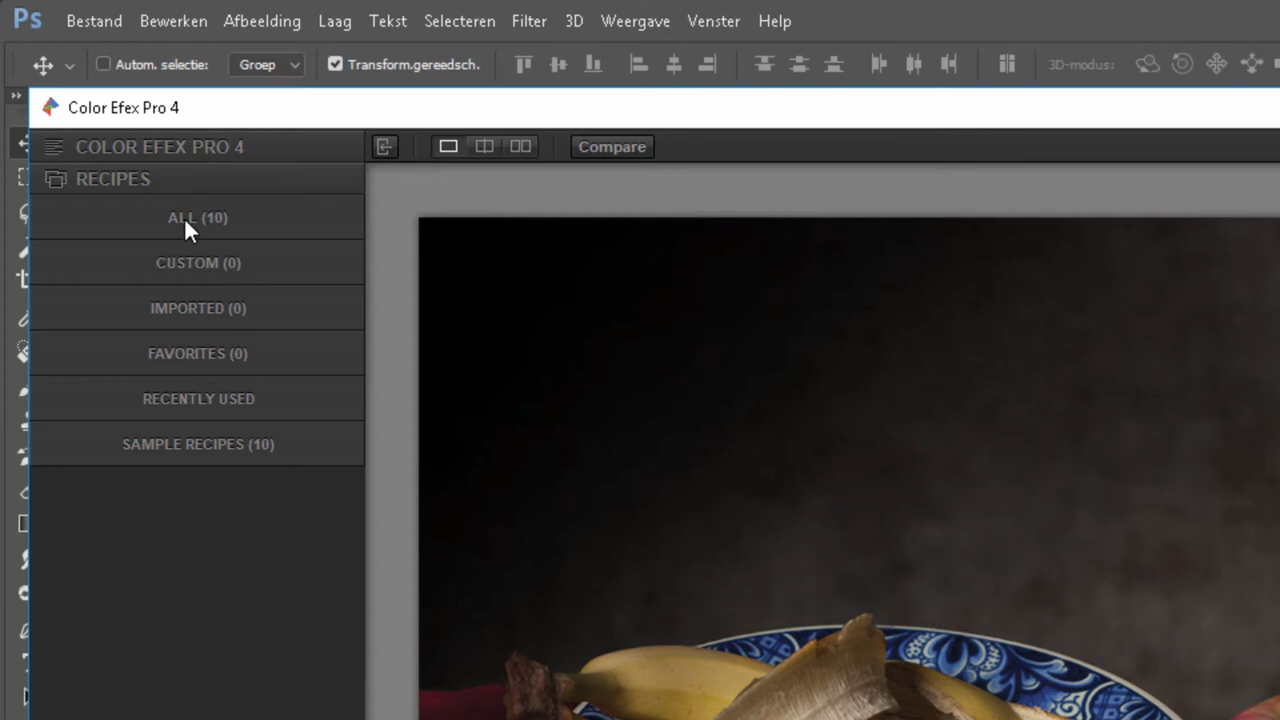 Ps Bestand Bewerken Afbeelding Laag Tekst Selecteren Filter 3D Weergave Venster Help
Autom. selectie: Groep Transform.gereedsch. 3D-modus:
Color Efex Pro 4
COLOR EFEX PRO 4 Compare
RECIPES
ALL (10)
CUSTOM (0)
IMPORTED (0)
FAVORITES (0)
RECENTLY USED
SAMPLE RECIPES (10)